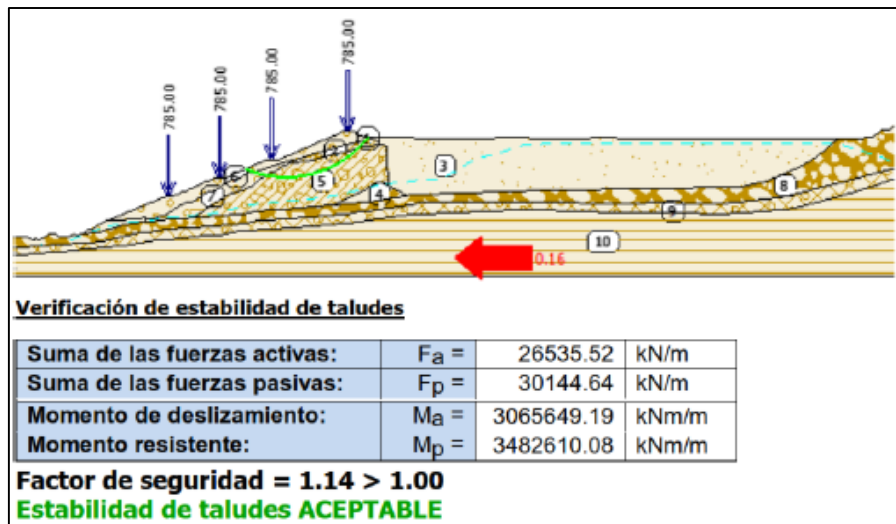 785.00
785.00
785.00
785.00
3
5
4
6
7
8
9
10
0.16
Verificación de estabilidad de taludes
Suma de las fuerzas activas: Fa = 26535.52 kN/m
Suma de las fuerzas pasivas: Fp = 30144.64 kN/m
Momento de deslizamiento: Ma = 3065649.19 kNm/m
Momento resistente: Mp = 3482610.08 kNm/m
Factor de seguridad = 1.14 > 1.00
Estabilidad de taludes ACEPTABLE